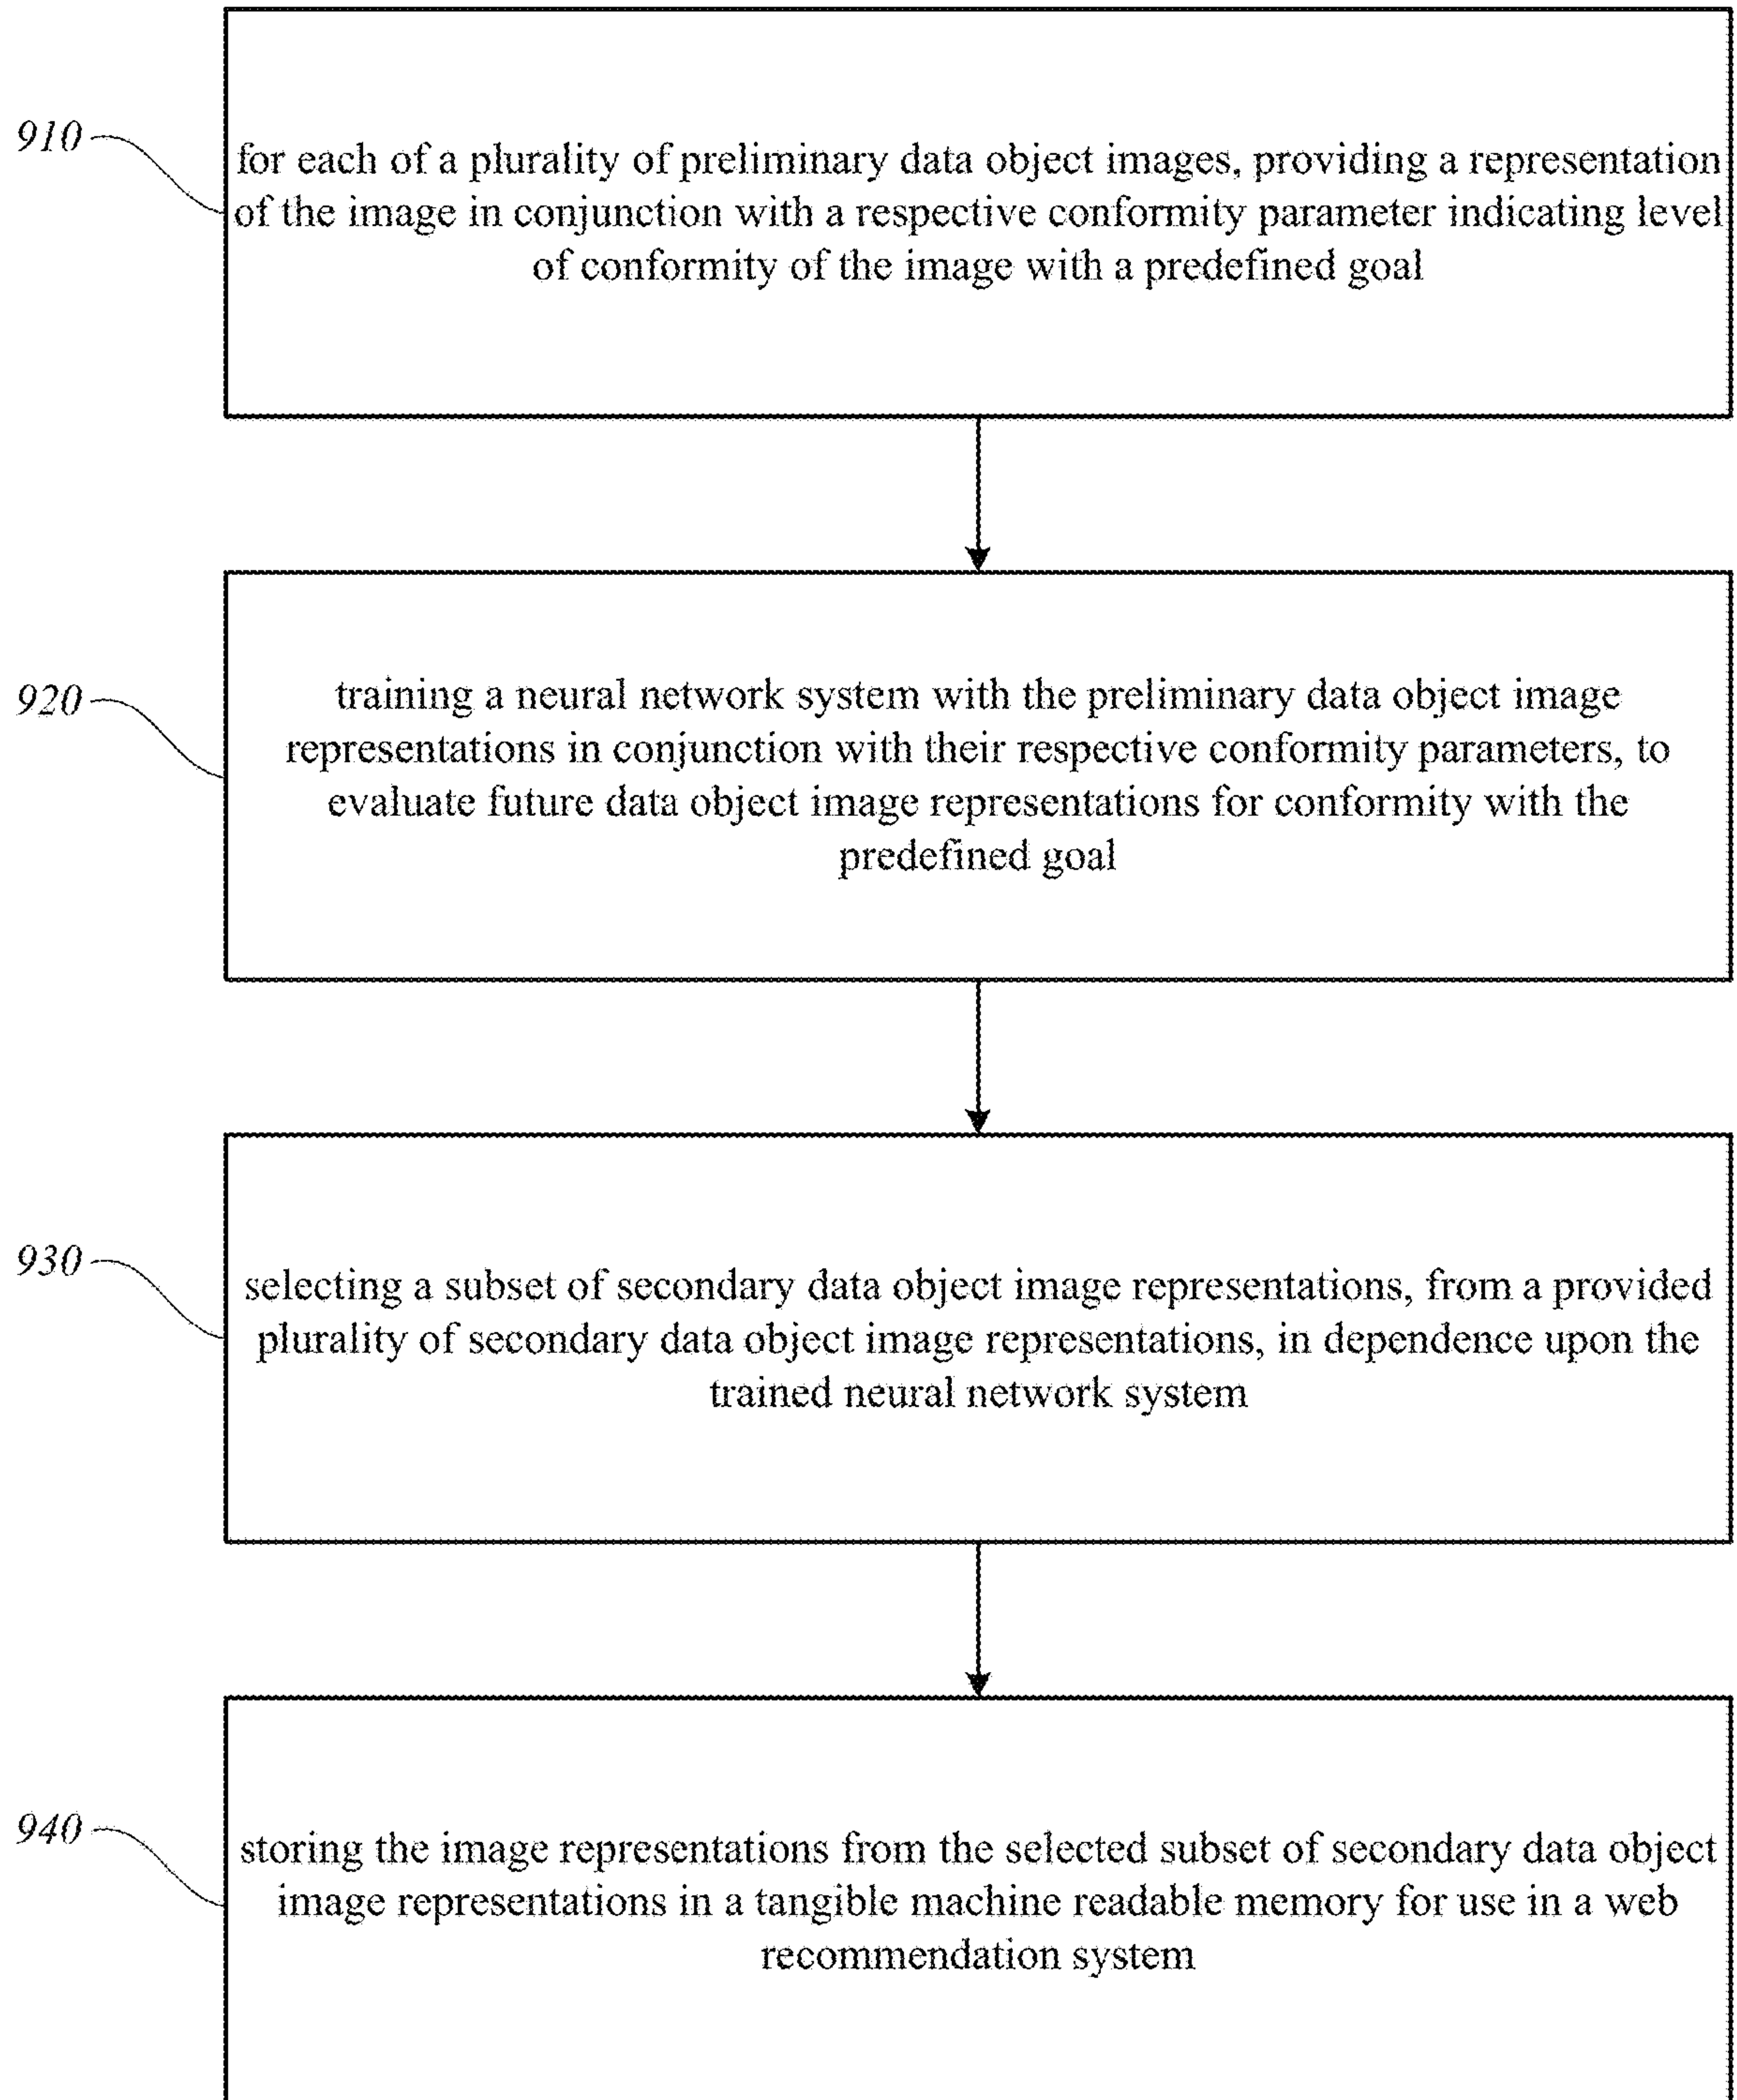 910
for each of a plurality of preliminary data object images, providing a representation
of the image in conjunction with a respective conformity parameter indicating level
of conformity of the image with a predefined goal
920
training a neural network system with the preliminary data object image
representations in conjunction with their respective conformity parameters, to
evaluate future data object image representations for conformity with the
predefined goal
930
selecting a subset of secondary data object image representations, from a provided
plurality of secondary data object image representations, in dependence upon the
trained neural network system
940
storing the image representations from the selected subset of secondary data object
image representations in a tangible machine readable memory for use in a web
recommendation system